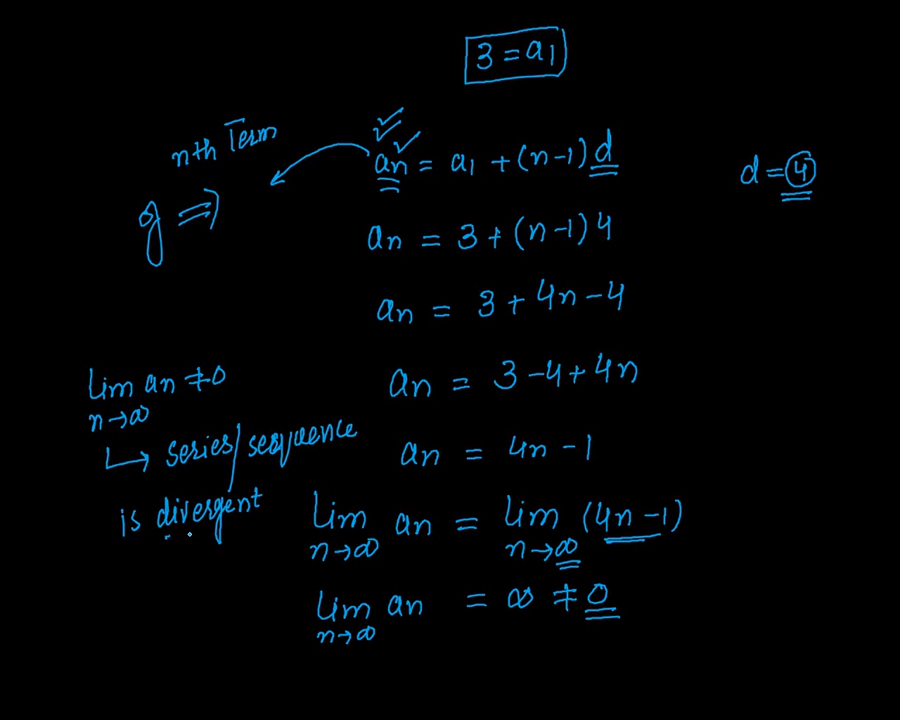 3 = a1
nth Term
an = a1 + (n-1) d
d = 4
g ⇒
an = 3 + (n-1) 4
an = 3 + 4n - 4
lim an ≠ 0
n→∞
an = 3 - 4 + 4n
↳ series/sequence
an = 4n - 1
is divergent
lim an = lim (4n - 1)
n→∞ n→∞
lim an = ∞ ≠ 0
n→∞